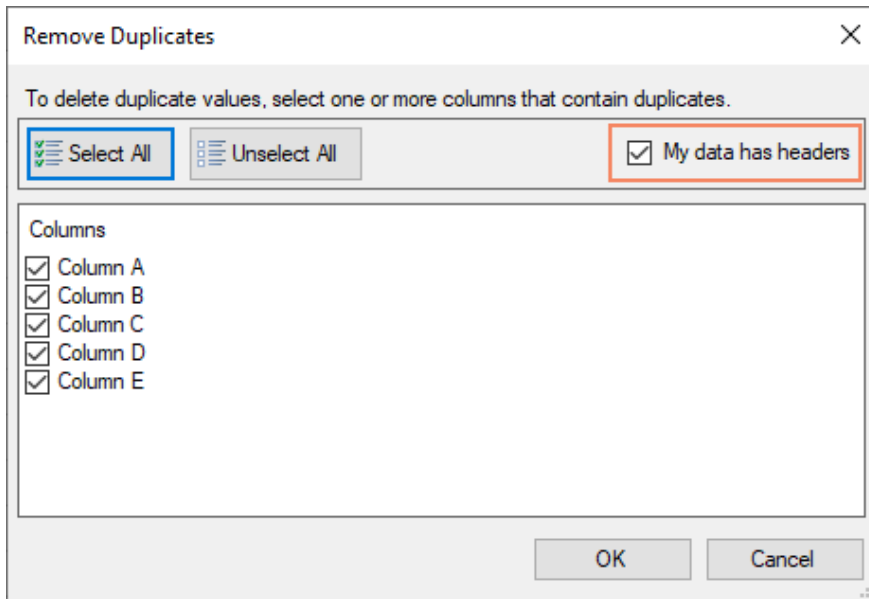 Remove Duplicates
To delete duplicate values, select one or more columns that contain duplicates.
Select All Unselect All My data has headers
Columns
Column A
Column B
Column C
Column D
Column E
OK Cancel